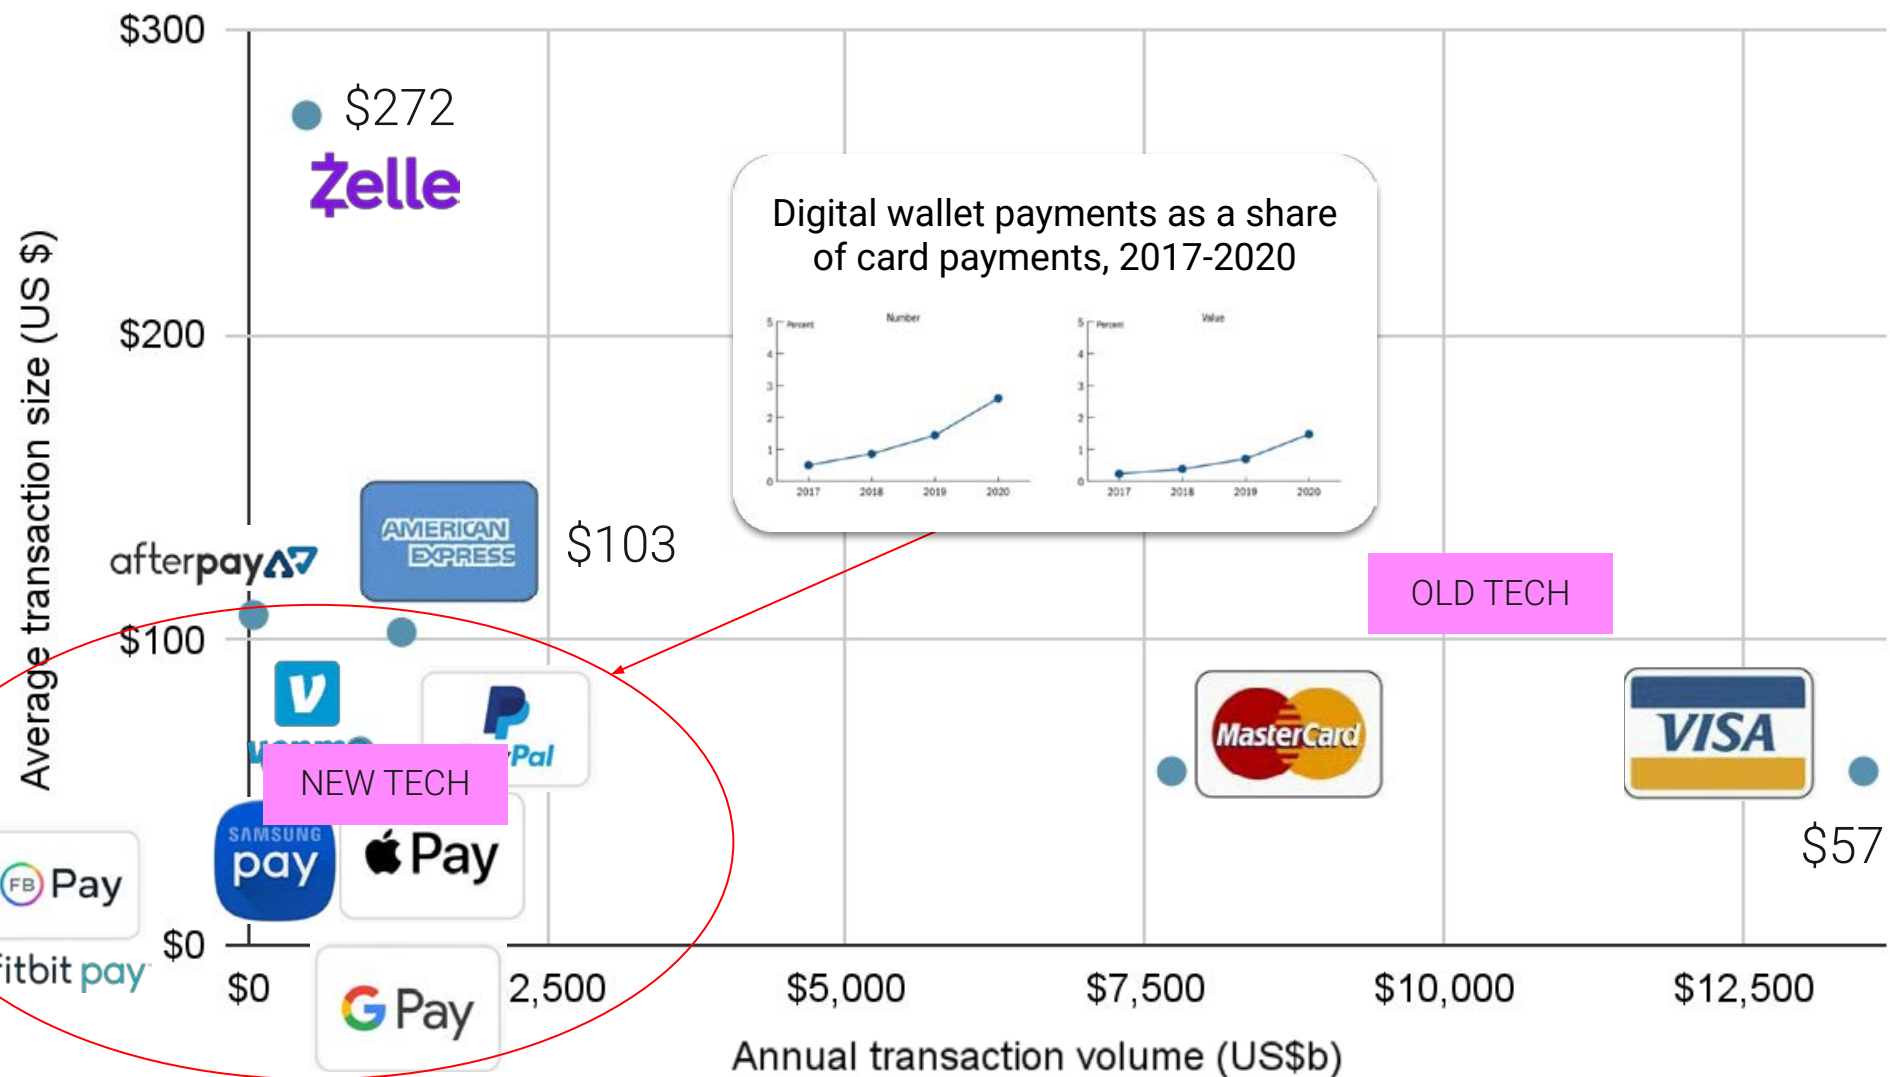 $300
$272
Zelle
Digital wallet payments as a share
of card payments, 2017-2020
Number
Value
5 Percent
4
3
2
1
0
2017 2018 2019 2020
5 Percent
4
3
2
1
0
2017 2018 2019 2020
Average transaction size (US $)
$200
AMERICAN
EXPRESS
$103
afterpay
OLD TECH
$100
V
P
Pal
MasterCard
VISA
NEW TECH
$57
SAMSUNG
pay
Pay
FB Pay
$0
fitbit pay
G Pay
$0
2,500
$5,000
$7,500
$10,000
$12,500
Annual transaction volume (US$b)